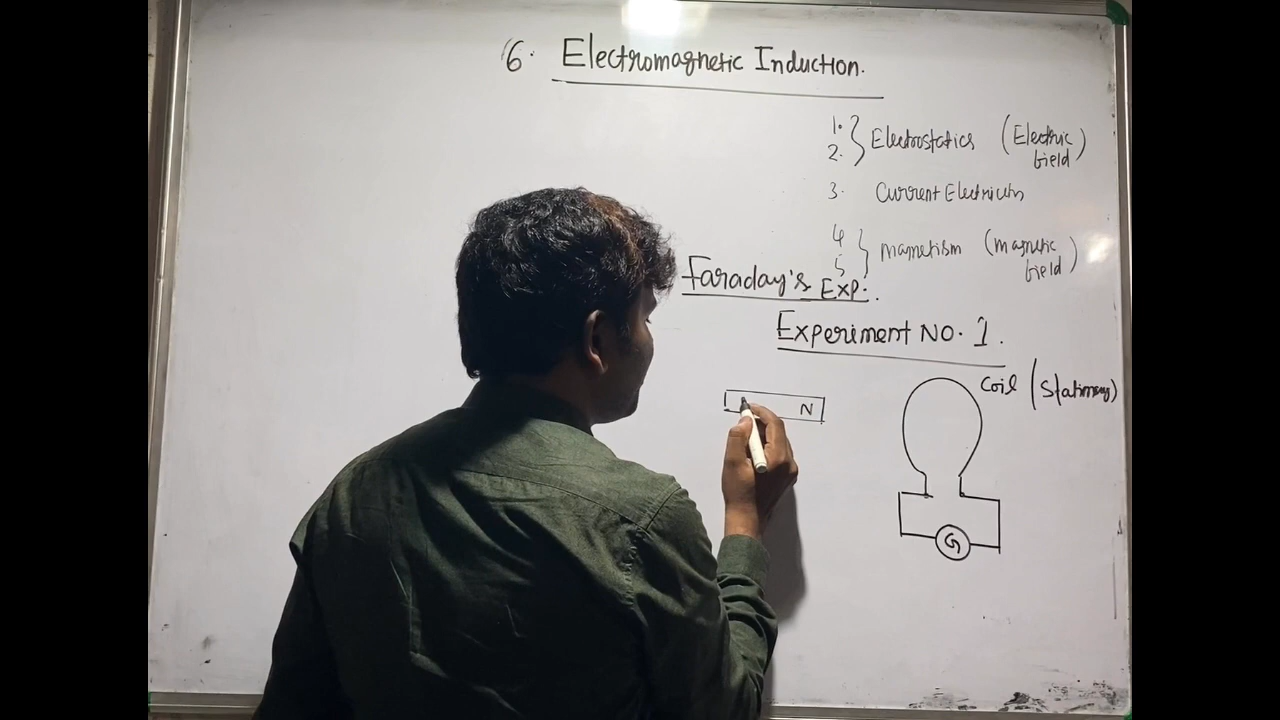 6. Electromagnetic Induction.
1.
2. } Electrostatics (Electric field)
3. Current Electricity
4
5 } magnetism (magnetic field)
Faraday's Exp:.
Experiment No. 1.
Coil (Stationary)
N
G